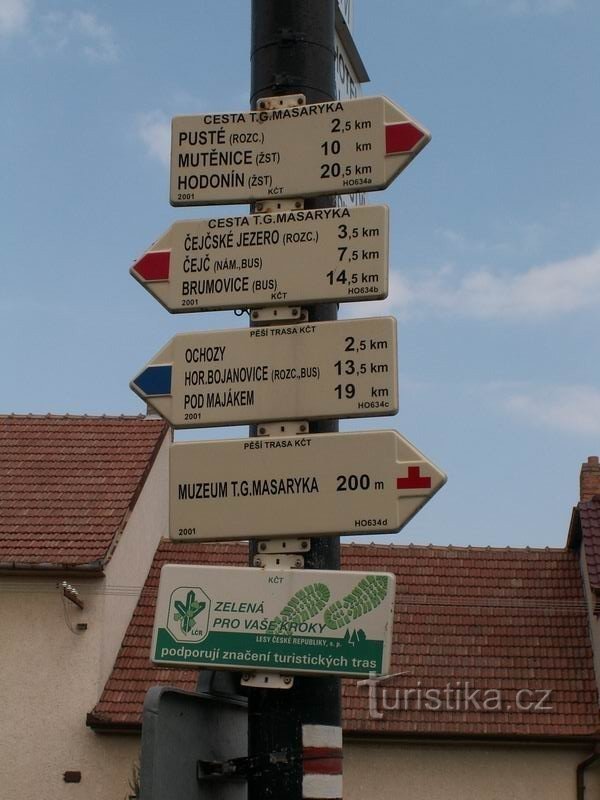 HOTEL
CESTA T.G.MASARYKA
PUSTÉ (ROZC.) 2,5 km
MUTĚNICE (ŽST) 10 km
HODONÍN (ŽST) 20,5 km
2001 KČT HO634a
CESTA T.G.MASARYKA
ČEJČSKÉ JEZERO (ROZC.) 3,5 km
ČEJČ (NÁM.,BUS) 7,5 km
BRUMOVICE (BUS) 14,5 km
2001 KČT HO634b
PĚŠÍ TRASA KČT
OCHOZY 2,5 km
HOR.BOJANOVICE (ROZC.,BUS) 13,5 km
POD MAJÁKEM 19 km
2001 HO634c
PĚŠÍ TRASA KČT
MUZEUM T.G.MASARYKA 200 m
2001 HO634d
KČT
ZELENÁ
PRO VAŠE KROKY
LČR
LESY ČESKÉ REPUBLIKY, s. p.
podporují značení turistických tras
Turistika.cz